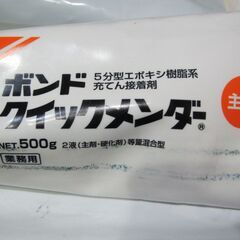 5分型エポキシ樹脂系
充てん接着剤
ボンド
クイックメンダー®
主
NET.500g 2液(主剤・硬化剤)等量混合型
業務用